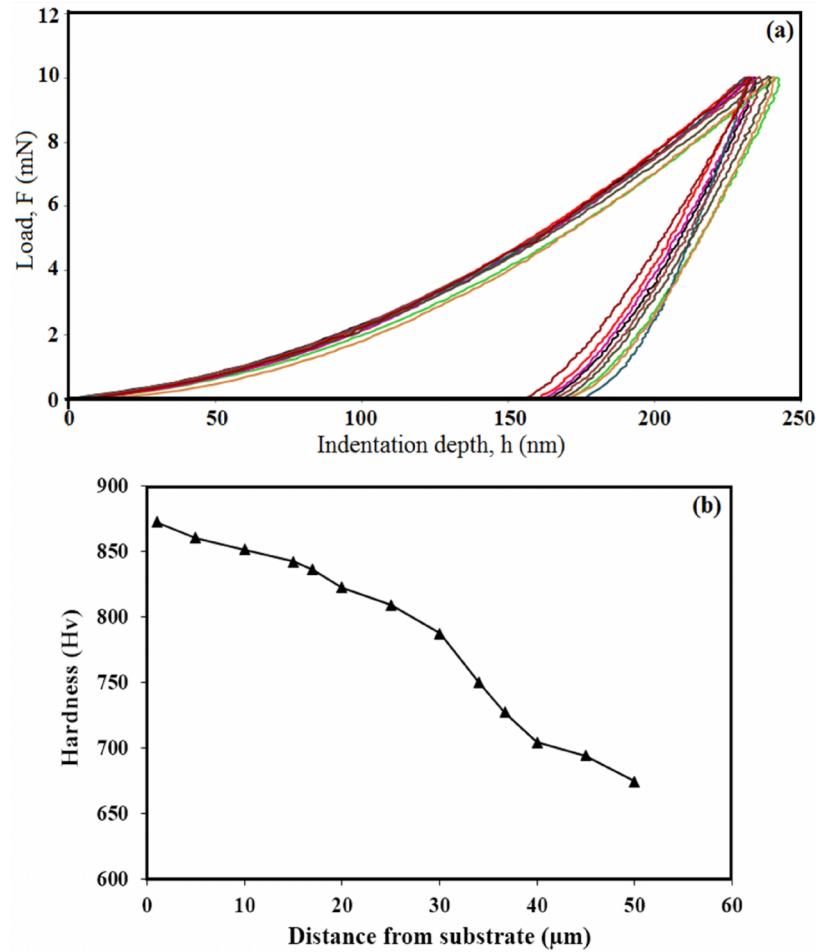 (a)
12
10
8
6
4
2
0
Load, F (mN)
0 50 100 150 200 250
Indentation depth, h (nm)
(b)
900
850
800
750
700
650
600
Hardness (Hv)
0 10 20 30 40 50 60
Distance from substrate (µm)